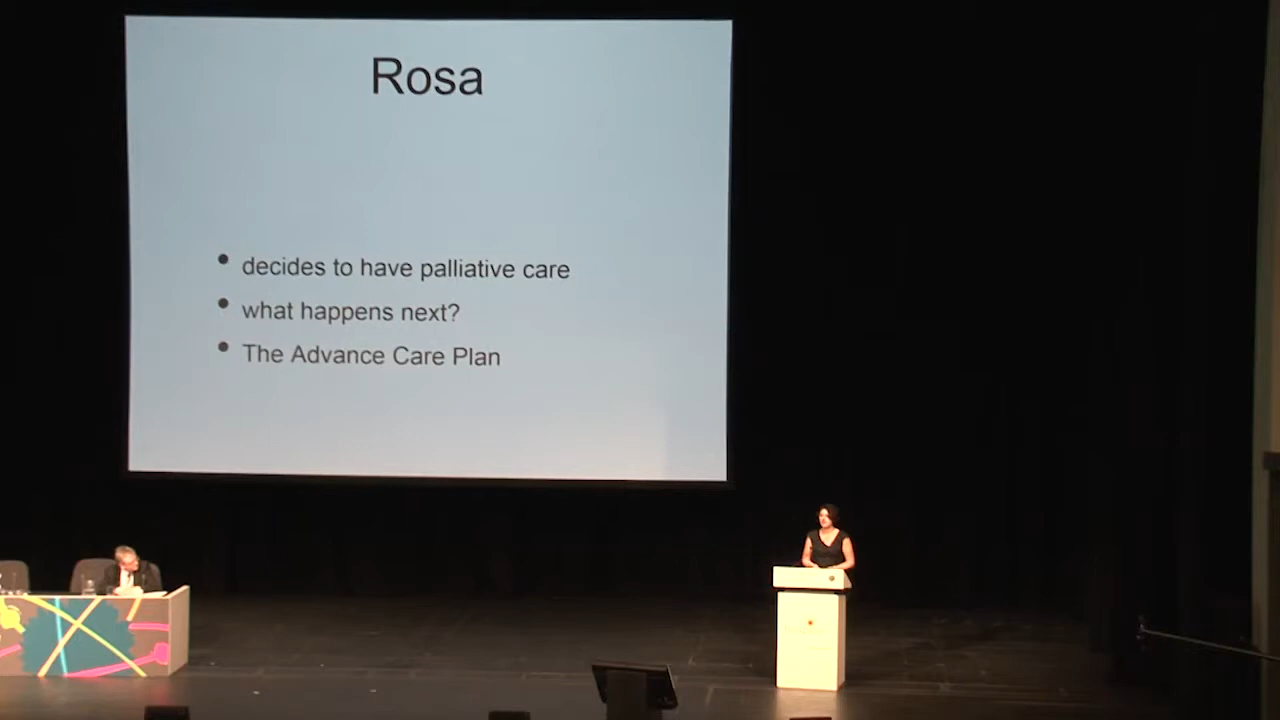 Rosa
• decides to have palliative care
• what happens next?
• The Advance Care Plan